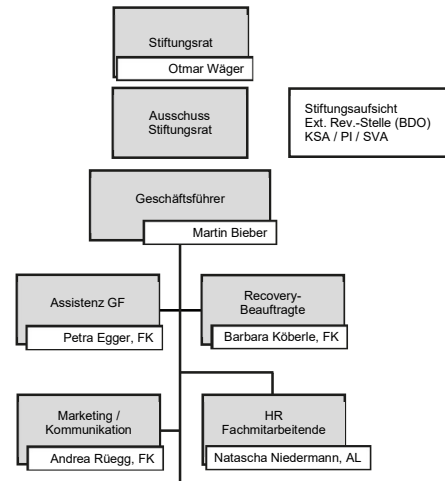 Stiftungsrat
Otmar Wäger
Ausschuss
Stiftungsrat
Stiftungsaufsicht
Ext. Rev.-Stelle (BDO)
KSA / PI / SVA
Geschäftsführer
Martin Bieber
Assistenz GF
Petra Egger, FK
Recovery-
Beauftragte
Barbara Köberle, FK
Marketing /
Kommunikation
Andrea Rüegg, FK
HR
Fachmitarbeitende
Natascha Niedermann, AL